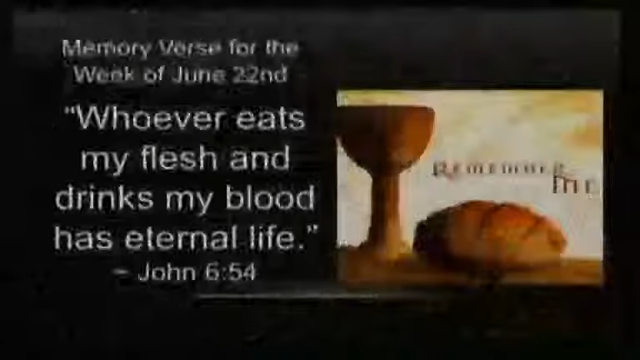 Memory Verse for the
Week of June 22nd
"Whoever eats
my flesh and
drinks my blood
has eternal life."
~ John 6:54
REMEMBER
ME